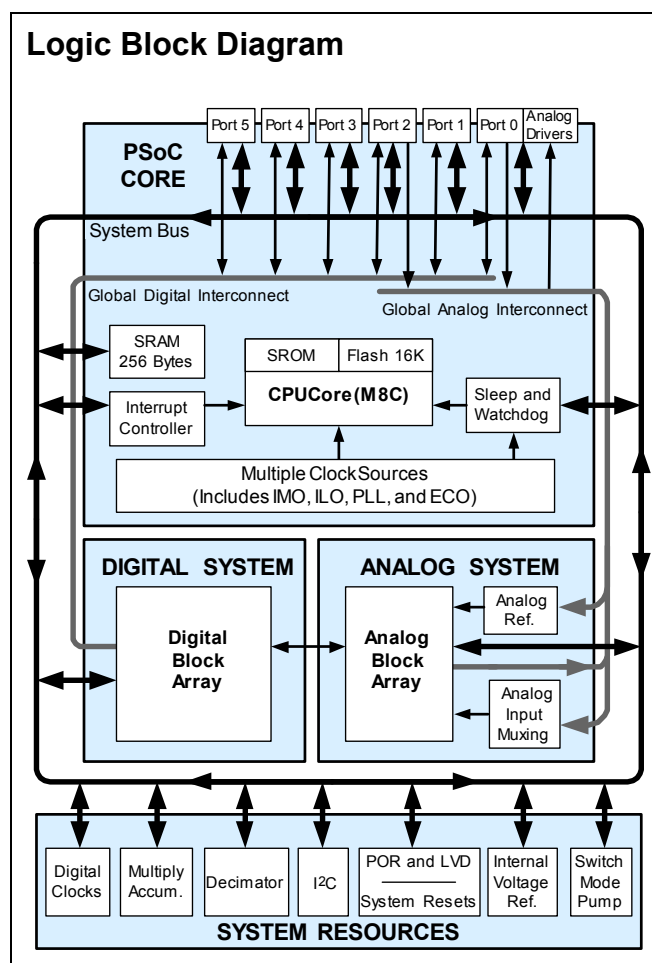 Logic Block Diagram
Port 5
Port 4
Port 3
Port 2
Port 1
Port 0
Analog
Drivers
PSoC
CORE
System Bus
Global Digital Interconnect
Global Analog Interconnect
SRAM
256 Bytes
SROM
Flash 16K
CPUCore(M8C)
Interrupt
Controller
Sleep and
Watchdog
Multiple ClockSources
(Includes IMO, ILO, PLL, and ECO)
DIGITAL SYSTEM
ANALOG SYSTEM
Digital
Block
Array
Analog
Block
Array
Analog
Ref.
Analog
Input
Muxing
Digital
Clocks
Multiply
Accum.
Decimator
I²C
POR and LVD
System Resets
Internal
Voltage
Ref.
Switch
Mode
Pump
SYSTEM RESOURCES